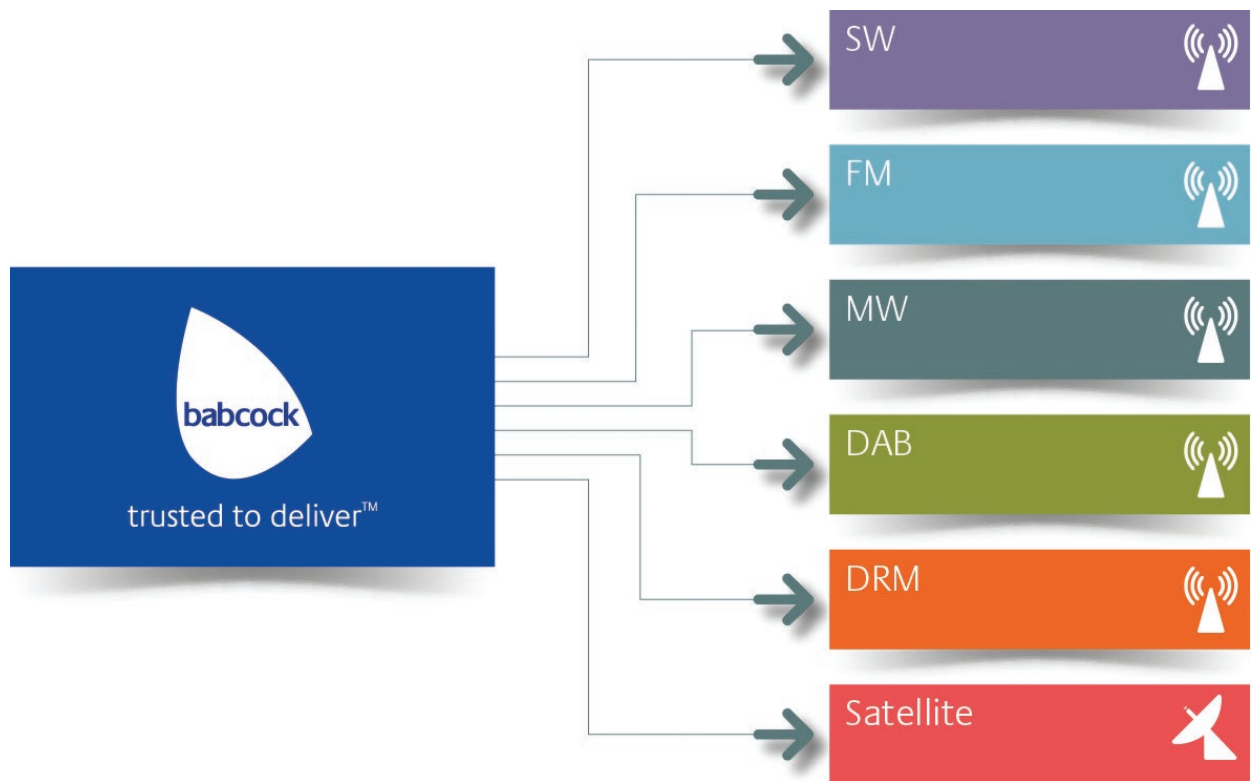 babcock
trusted to deliver™
SW
FM
MW
DAB
DRM
Satellite